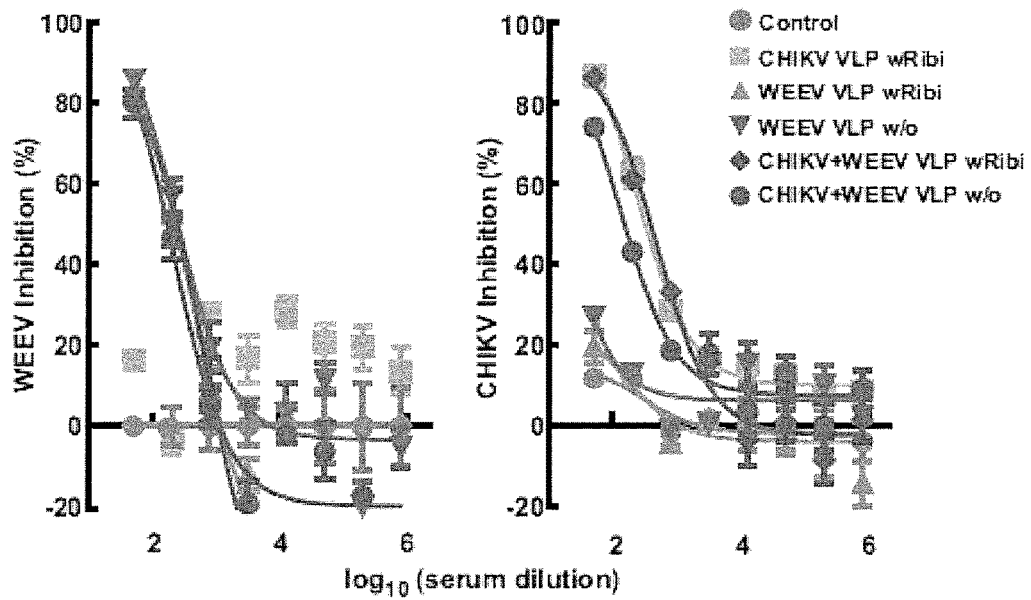 WEEV Inhibition (%)
100
80
60
40
20
0
-20
2
4
6
CHIKV Inhibition (%)
100
80
60
40
20
0
-20
2
4
6
log10 (serum dilution)
Control
CHIKV VLP wRibi
WEEV VLP wRibi
WEEV VLP w/o
CHIKV+WEEV VLP wRibi
CHIKV+WEEV VLP w/o